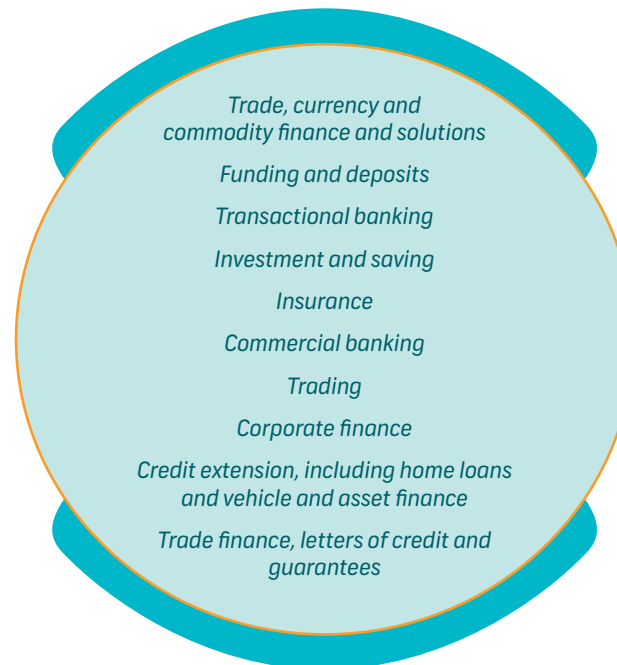 Trade, currency and
commodity finance and solutions
Funding and deposits
Transactional banking
Investment and saving
Insurance
Commercial banking
Trading
Corporate finance
Credit extension, including home loans
and vehicle and asset finance
Trade finance, letters of credit and
guarantees